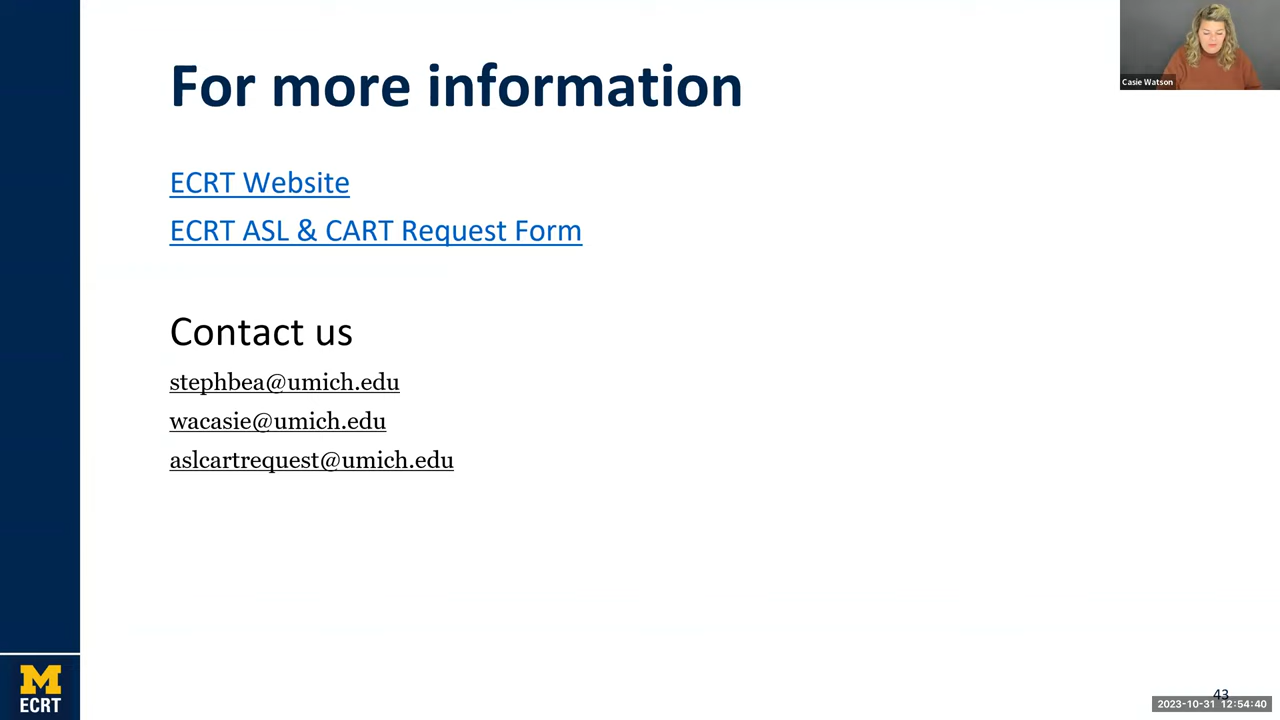 For more information
Casie Watson
ECRT Website
ECRT ASL & CART Request Form
Contact us
stephbea@umich.edu
wacasie@umich.edu
aslcartrequest@umich.edu
M
ECRT
43
2023-10-31 12:54:40